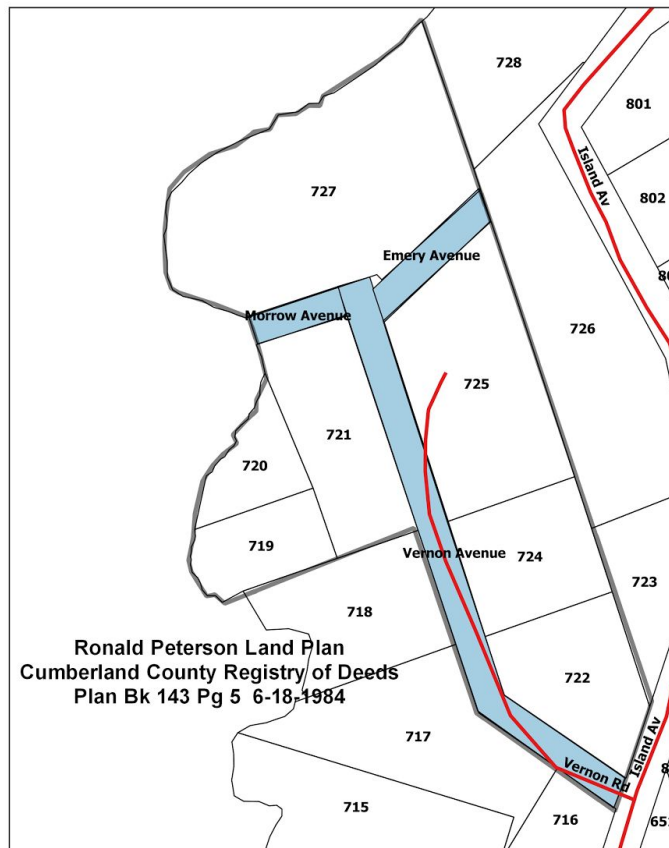 728
801
Island Av
802
727
Emery Avenue
Morrow Avenue
726
725
721
720
719
Vernon Avenue
724
723
718
Ronald Peterson Land Plan
Cumberland County Registry of Deeds
Plan Bk 143 Pg 5 6-18-1984
722
717
Island Av
Vernon Rd
715
716